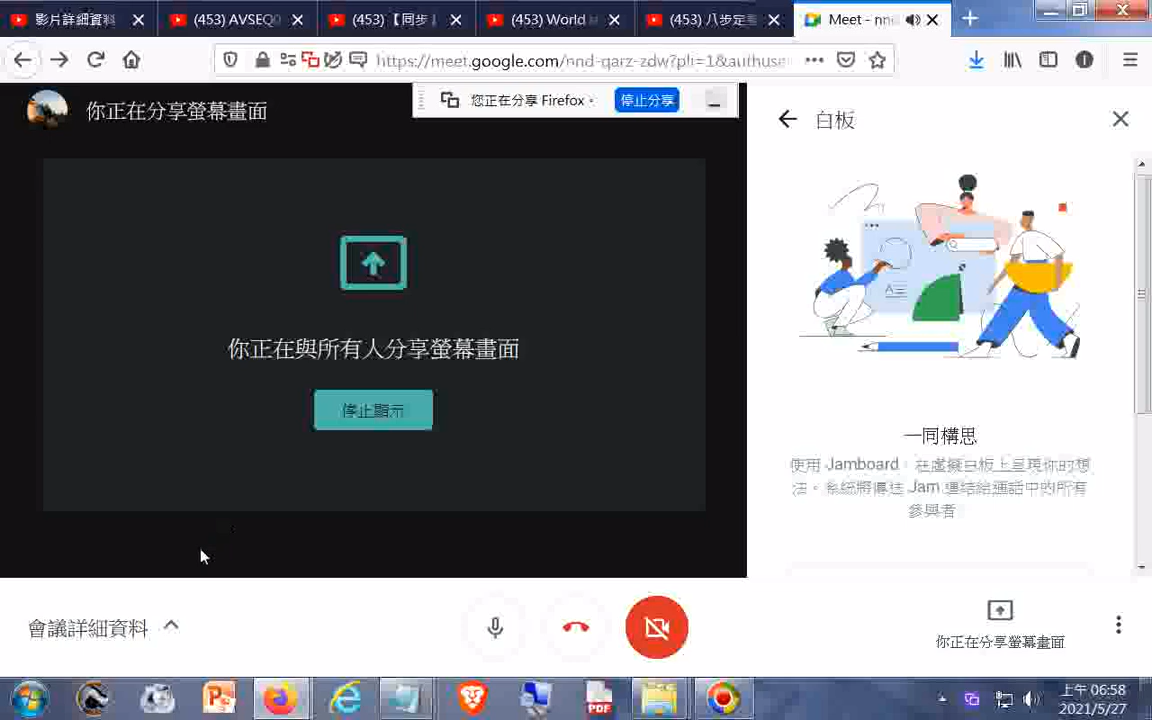 影片詳細資料
(453) AVSEQ0
(453)【同步
(453) World
(453) 八步定
Meet - nn
https://meet.google.com/nnd-qarz-zdw?pli=1&authuse
你正在分享螢幕畫面
您正在分享 Firefox。
停止分享
白板
你正在與所有人分享螢幕畫面
停止顯示
一同構思
使用 Jamboard，在虛擬白板上呈現你的想
法。系統將傳送 Jam 連結給通話中的所有
參與者
會議詳細資料
你正在分享螢幕畫面
PDF
上午 06:58
2021/5/27